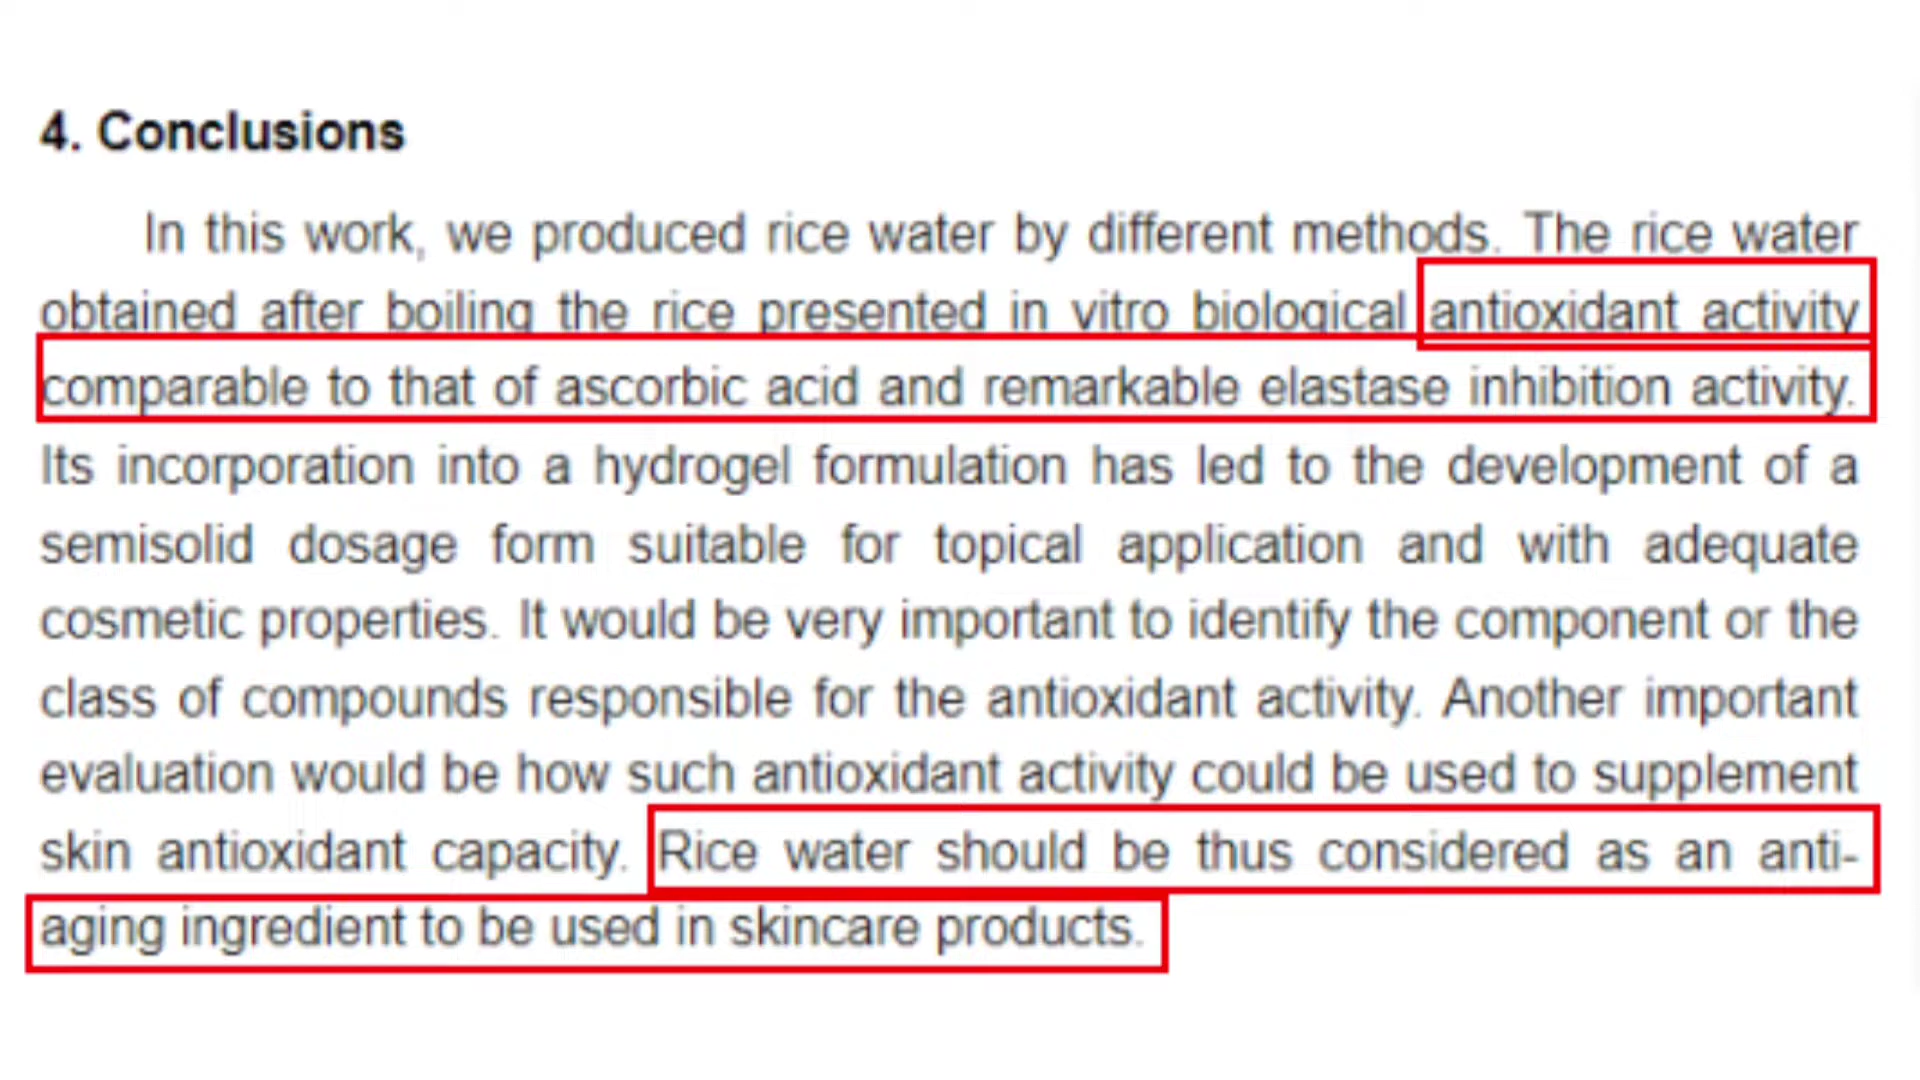 4. Conclusions
In this work, we produced rice water by different methods. The rice water
obtained after boiling the rice presented in vitro biological antioxidant activity
comparable to that of ascorbic acid and remarkable elastase inhibition activity.
Its incorporation into a hydrogel formulation has led to the development of a
semisolid dosage form suitable for topical application and with adequate
cosmetic properties. It would be very important to identify the component or the
class of compounds responsible for the antioxidant activity. Another important
evaluation would be how such antioxidant activity could be used to supplement
skin antioxidant capacity. Rice water should be thus considered as an anti-
aging ingredient to be used in skincare products.